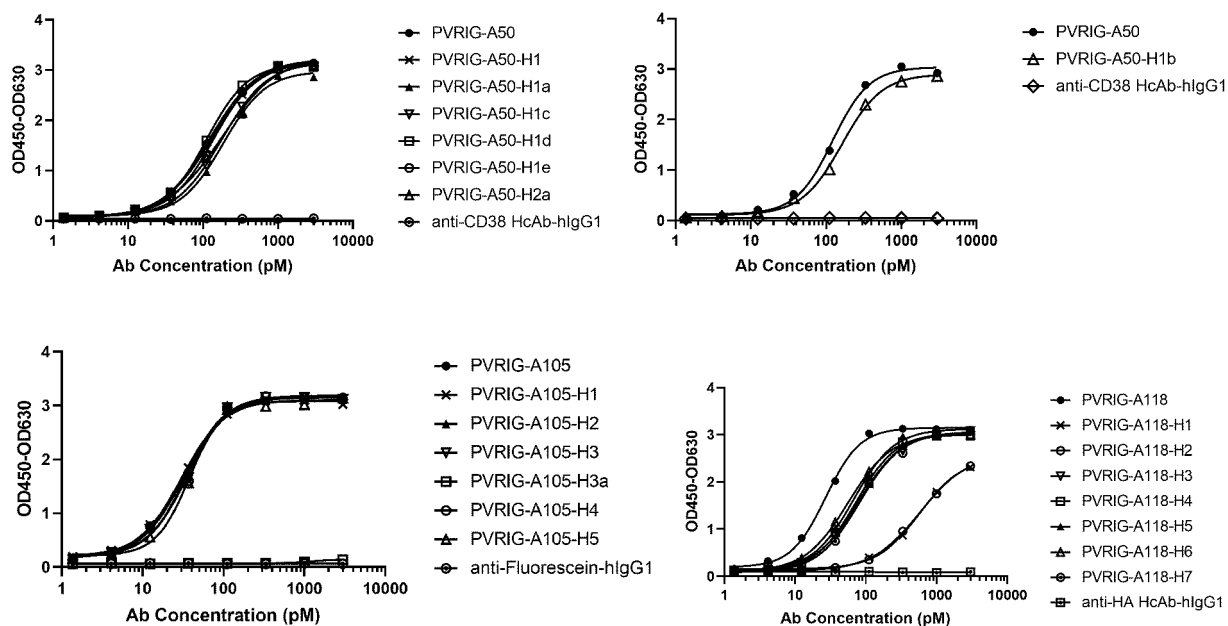 4
3
2
1
0
OD450-OD630
1
10
100
1000
10000
Ab Concentration (pM)
PVRIG-A50
PVRIG-A50-H1
PVRIG-A50-H1a
PVRIG-A50-H1c
PVRIG-A50-H1d
PVRIG-A50-H1e
PVRIG-A50-H2a
anti-CD38 HcAb-hIgG1
4
3
2
1
0
OD450-OD630
1
10
100
1000
10000
Ab Concentration (pM)
PVRIG-A50
PVRIG-A50-H1b
anti-CD38 HcAb-hIgG1
4
3
2
1
0
OD450-OD630
1
10
100
1000
10000
Ab Concentration (pM)
PVRIG-A105
PVRIG-A105-H1
PVRIG-A105-H2
PVRIG-A105-H3
PVRIG-A105-H3a
PVRIG-A105-H4
PVRIG-A105-H5
anti-Fluorescein-hIgG1
4
3
2
1
0
OD450-OD630
1
10
100
1000
10000
Ab Concentration (pM)
PVRIG-A118
PVRIG-A118-H1
PVRIG-A118-H2
PVRIG-A118-H3
PVRIG-A118-H4
PVRIG-A118-H5
PVRIG-A118-H6
PVRIG-A118-H7
anti-HA HcAb-hIgG1